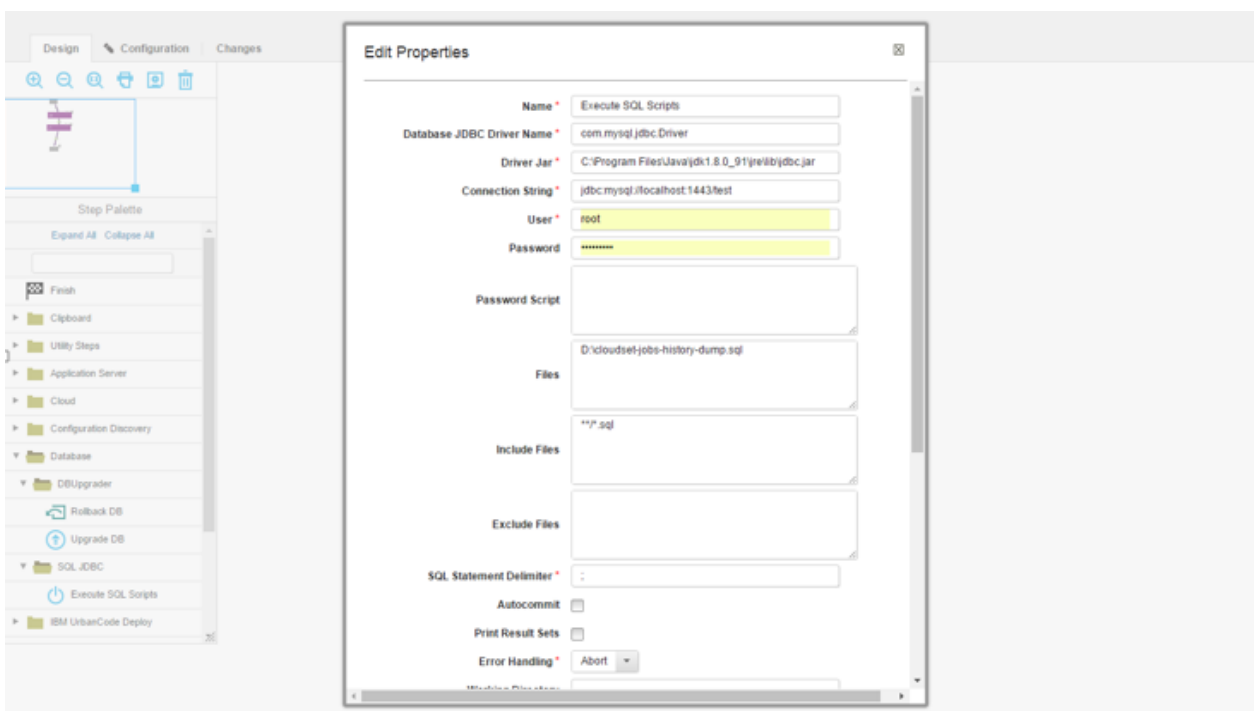 Design
Configuration
Changes
Step Palette
Expand All Collapse All
Finish
Clipboard
Utility Steps
Application Server
Cloud
Configuration Discovery
Database
DBUpgrader
Rollback DB
Upgrade DB
SQL JDBC
Execute SQL Scripts
IBM UrbanCode Deploy
Edit Properties
Name * Execute SQL Scripts
Database JDBC Driver Name * com.mysql.jdbc.Driver
Driver Jar * C:\Program Files\Java\jdk1.8.0_91\jre\lib\jdbc.jar
Connection String * jdbc:mysql://localhost:1443/test
User * root
Password •••••••••
Password Script
Files D:\cloudset-jobs-history-dump.sql
Include Files **/*.sql
Exclude Files
SQL Statement Delimiter * ;
Autocommit
Print Result Sets
Error Handling * Abort
Working Directory